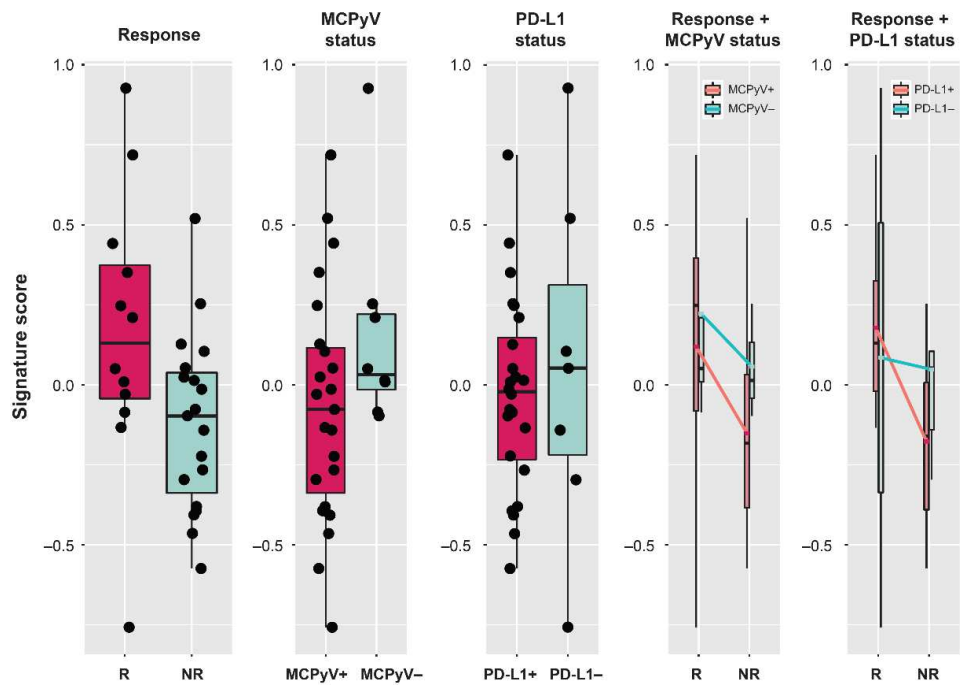 Response
MCPyV
status
PD-L1
status
Response +
MCPyV status
Response +
PD-L1 status
Signature score
1.0
0.5
0.0
–0.5
R
NR
1.0
0.5
0.0
–0.5
MCPyV+
MCPyV–
1.0
0.5
0.0
–0.5
PD-L1+
PD-L1–
1.0
0.5
0.0
–0.5
MCPyV+
MCPyV–
R
NR
1.0
0.5
0.0
–0.5
PD-L1+
PD-L1–
R
NR